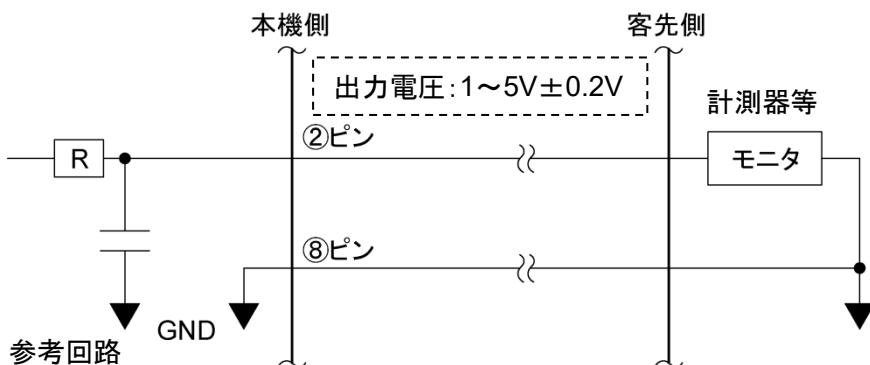 本機側
客先側
出力電圧:1～5V±0.2V
計測器等
②ピン
R
モニタ
⑧ピン
GND
参考回路